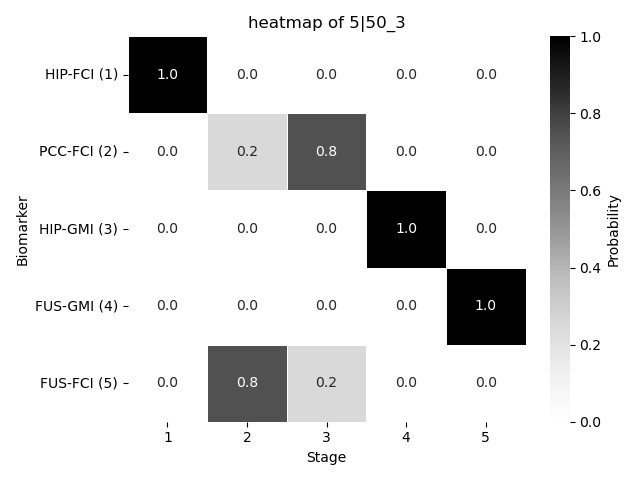 heatmap of 5|50_3
HIP-FCI (1) 1.0 0.0 0.0 0.0 0.0
PCC-FCI (2) 0.0 0.2 0.8 0.0 0.0
HIP-GMI (3) 0.0 0.0 0.0 1.0 0.0
FUS-GMI (4) 0.0 0.0 0.0 0.0 1.0
FUS-FCI (5) 0.0 0.8 0.2 0.0 0.0
1 2 3 4 5
Stage
Biomarker
1.0
0.8
0.6
0.4
0.2
0.0
Probability